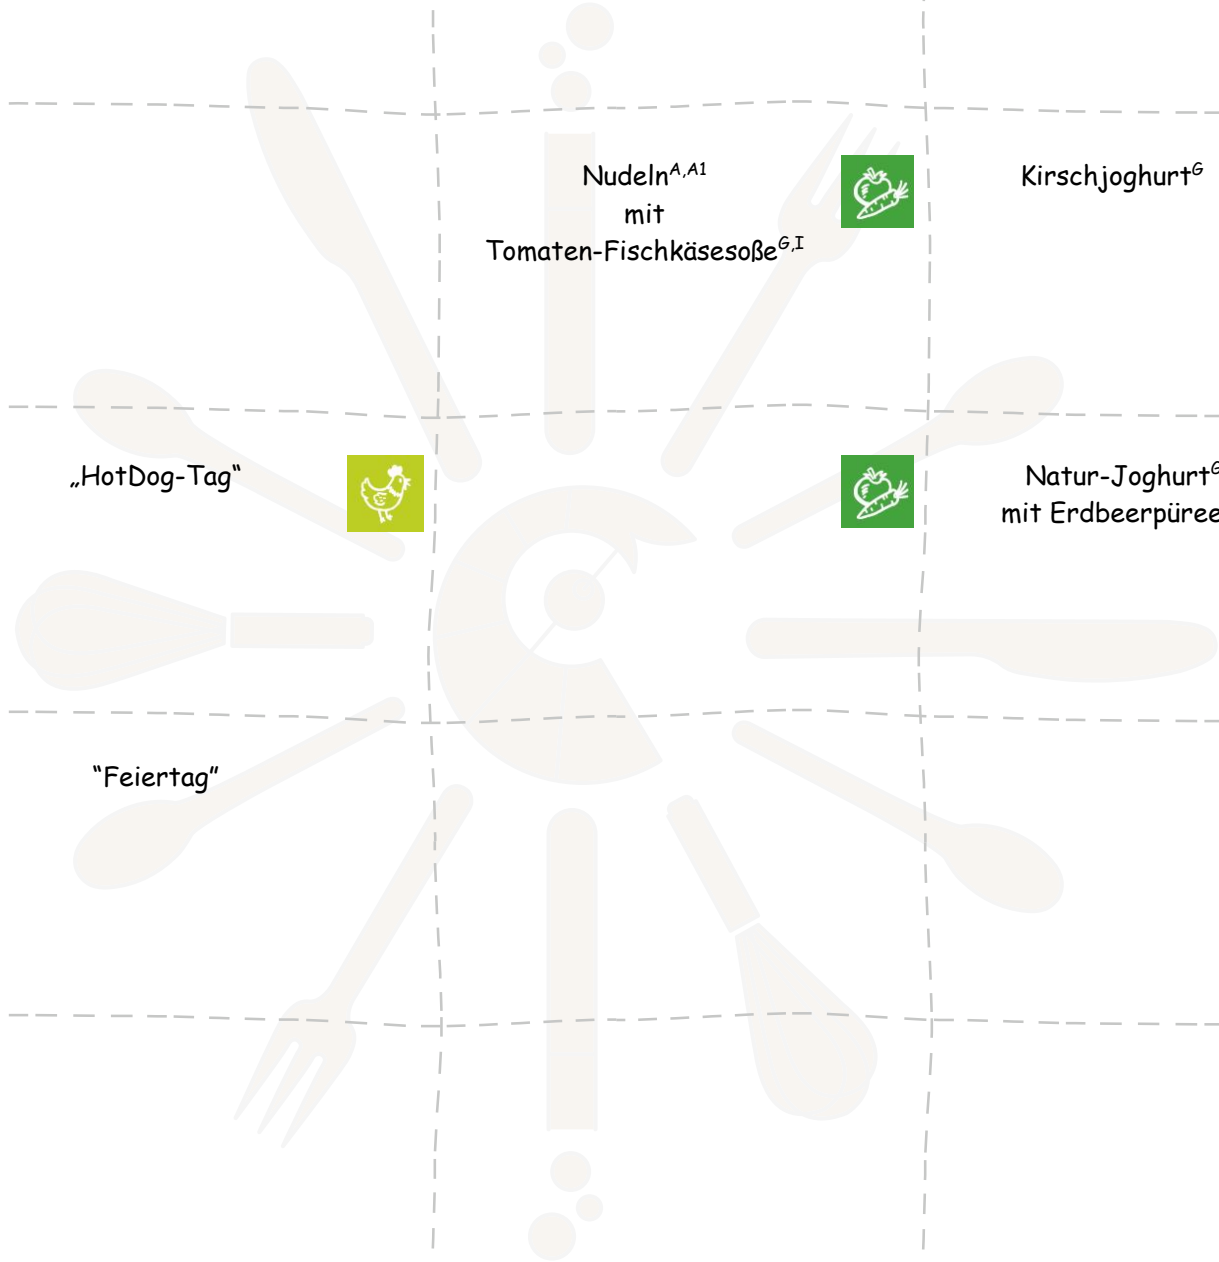 Nudeln^A,A1
mit
Tomaten-Fischkäsesoße^G,I
Kirschjoghurt^G
„HotDog-Tag“
Natur-Joghurt^G
mit Erdbeerpüree
“Feiertag”